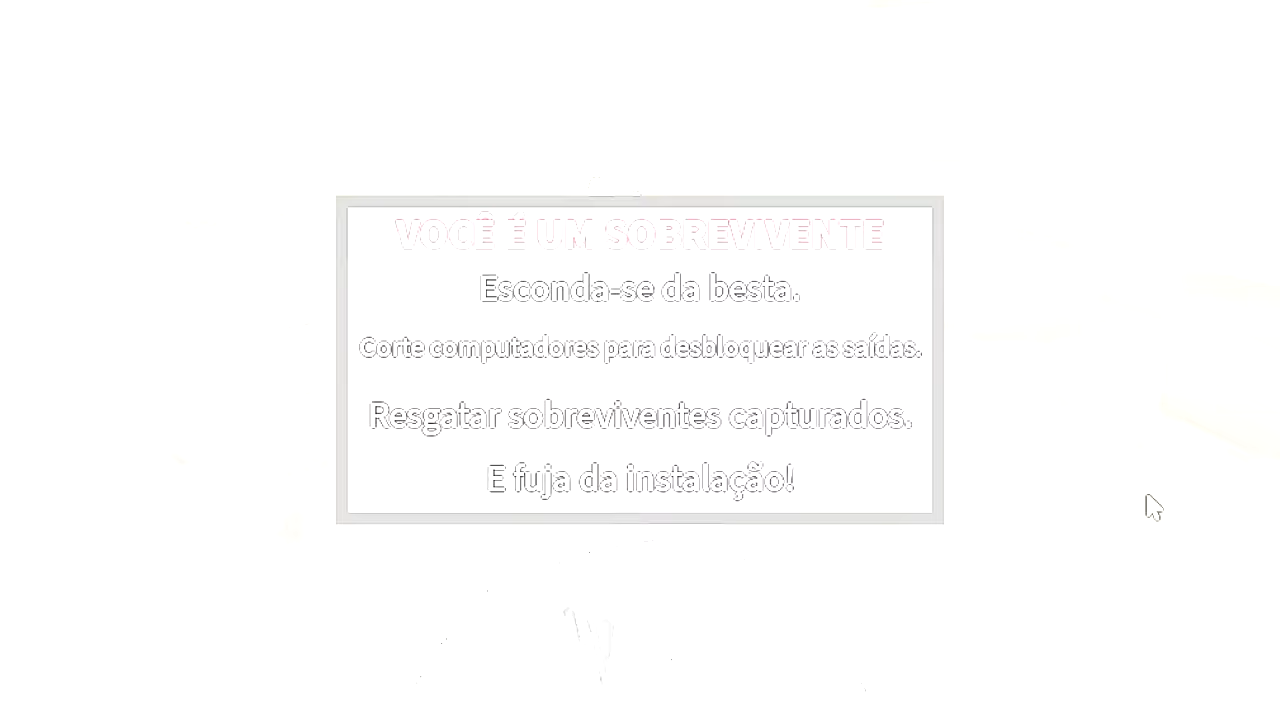 VOCÊ É UM SOBREVIVENTE
Esconda-se da besta.
Corte computadores para desbloquear as saídas.
Resgatar sobreviventes capturados.
E fuja da instalação!